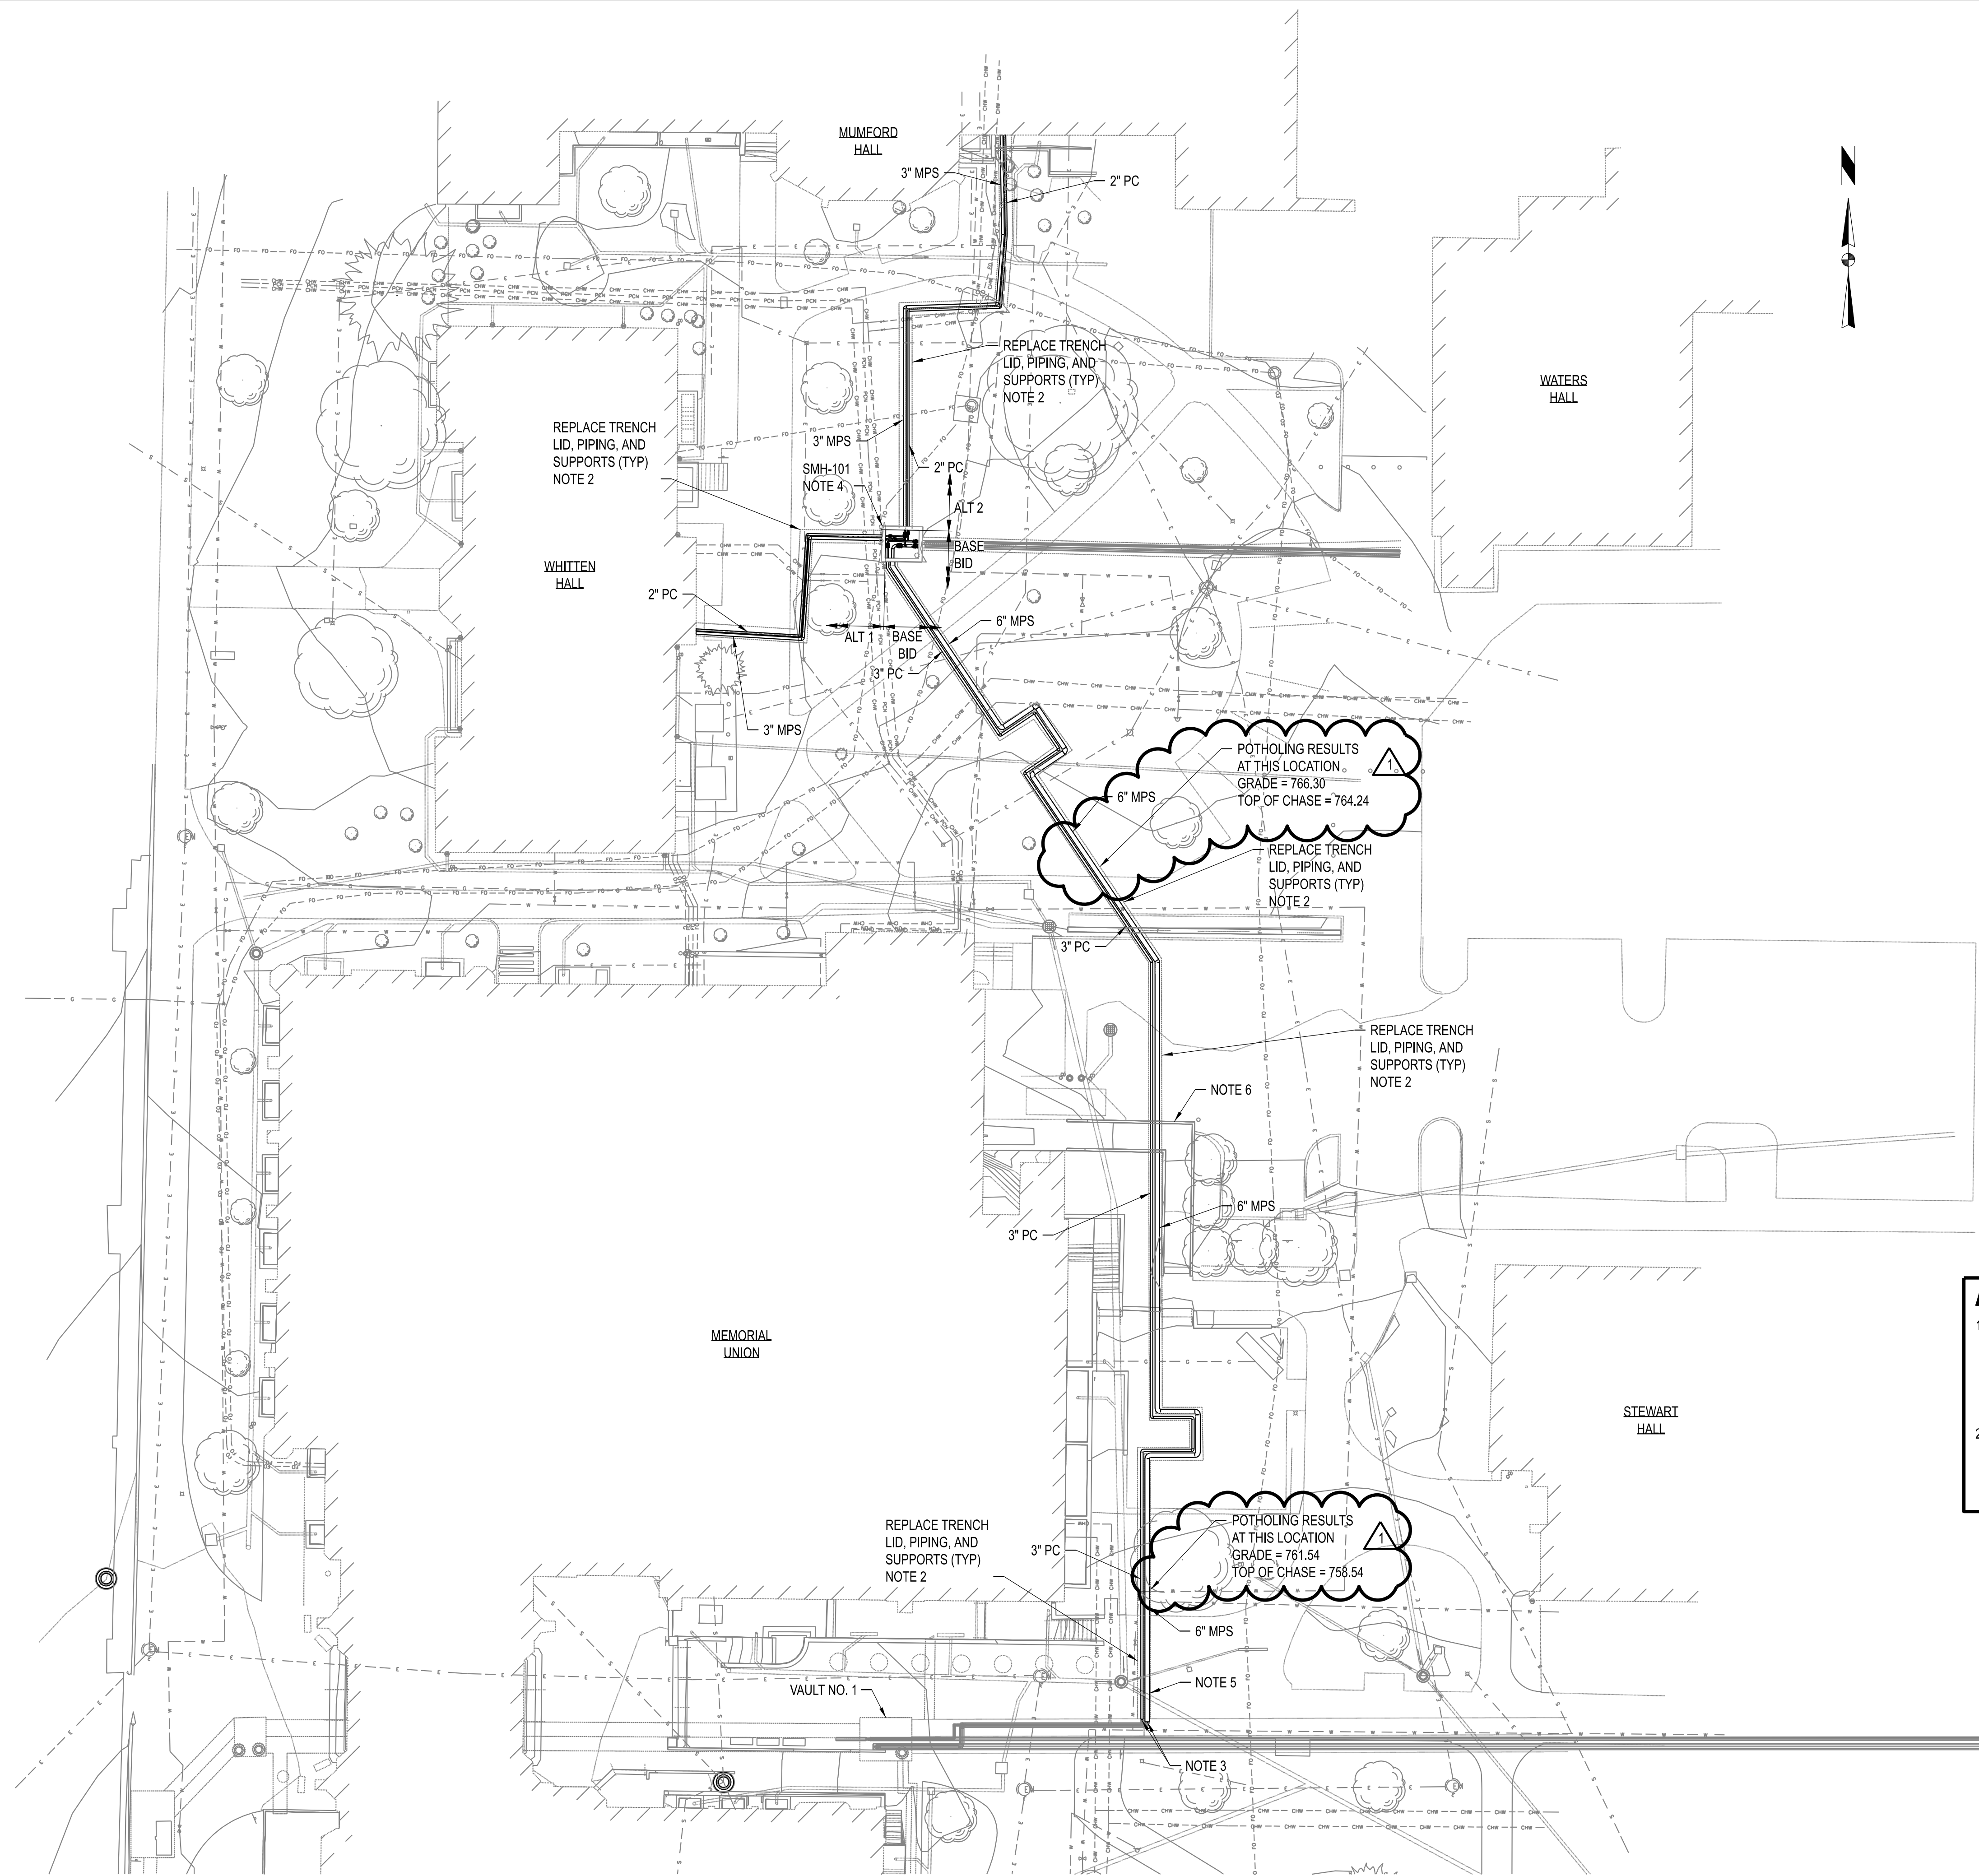 N
MUMFORD
HALL
3" MPS
2" PC
REPLACE TRENCH
LID, PIPING, AND
SUPPORTS (TYP)
NOTE 2
WATERS
HALL
REPLACE TRENCH
LID, PIPING, AND
SUPPORTS (TYP)
NOTE 2
3" MPS
2" PC
SMH-101
NOTE 4
ALT 2
BASE
BID
WHITTEN
HALL
2" PC
ALT 1
BASE
BID
6" MPS
3" PC
3" MPS
POTHOLING RESULTS
AT THIS LOCATION
GRADE = 766.30
TOP OF CHASE = 764.24
1
6" MPS
REPLACE TRENCH
LID, PIPING, AND
SUPPORTS (TYP)
NOTE 2
3" PC
REPLACE TRENCH
LID, PIPING, AND
SUPPORTS (TYP)
NOTE 2
NOTE 6
6" MPS
3" PC
MEMORIAL
UNION
STEWART
HALL
1
2
REPLACE TRENCH
LID, PIPING, AND
SUPPORTS (TYP)
NOTE 2
3" PC
POTHOLING RESULTS
AT THIS LOCATION
GRADE = 761.54
TOP OF CHASE = 758.54
1
6" MPS
NOTE 5
VAULT NO. 1
NOTE 3